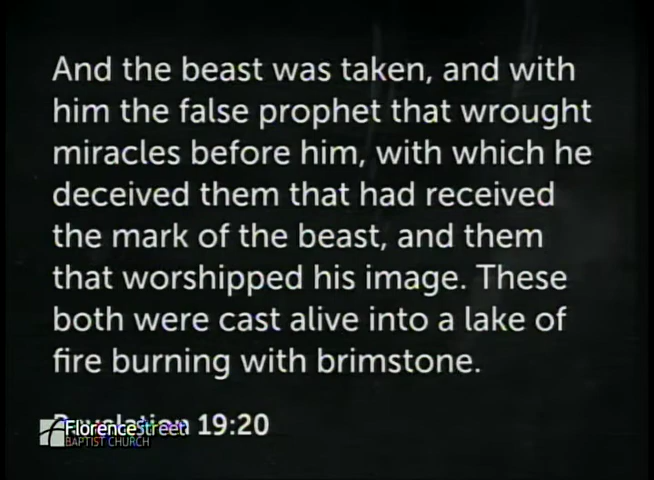 And the beast was taken, and with
him the false prophet that wrought
miracles before him, with which he
deceived them that had received
the mark of the beast, and them
that worshipped his image. These
both were cast alive into a lake of
fire burning with brimstone.
Revelation 19:20
FlorenceStreet
BAPTIST CHURCH